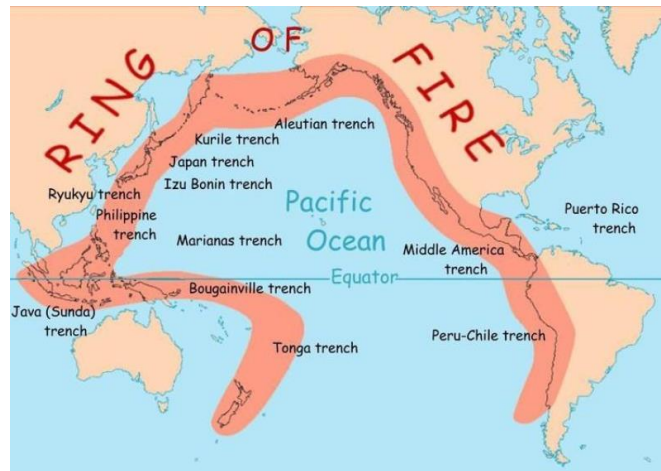 RING
OF
FIRE
Aleutian trench
Kurile trench
Japan trench
Izu Bonin trench
Ryukyu trench
Philippine
trench
Marianas trench
Pacific
Ocean
Puerto Rico
trench
Middle America
trench
Equator
Bougainville trench
Java (Sunda)
trench
Tonga trench
Peru-Chile trench